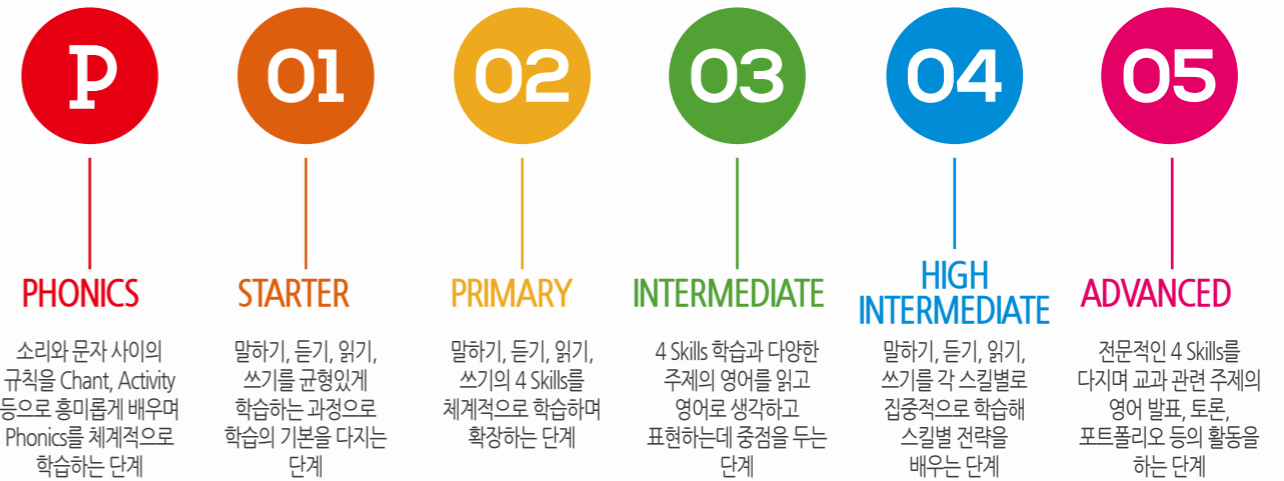 P
PHONICS
소리와 문자 사이의
규칙을 Chant, Activity
등으로 흥미롭게 배우며
Phonics를 체계적으로
학습하는 단계
01
STARTER
말하기, 듣기, 읽기,
쓰기를 균형있게
학습하는 과정으로
학습의 기본을 다지는
단계
02
PRIMARY
말하기, 듣기, 읽기,
쓰기의 4 Skills를
체계적으로 학습하며
확장하는 단계
03
INTERMEDIATE
4 Skills 학습과 다양한
주제의 영어를 읽고
영어로 생각하고
표현하는데 중점을 두는
단계
04
HIGH
INTERMEDIATE
말하기, 듣기, 읽기,
쓰기를 각 스킬별로
집중적으로 학습해
스킬별 전략을
배우는 단계
05
ADVANCED
전문적인 4 Skills를
다지며 교과 관련 주제의
영어 발표, 토론,
포트폴리오 등의 활동을
하는 단계